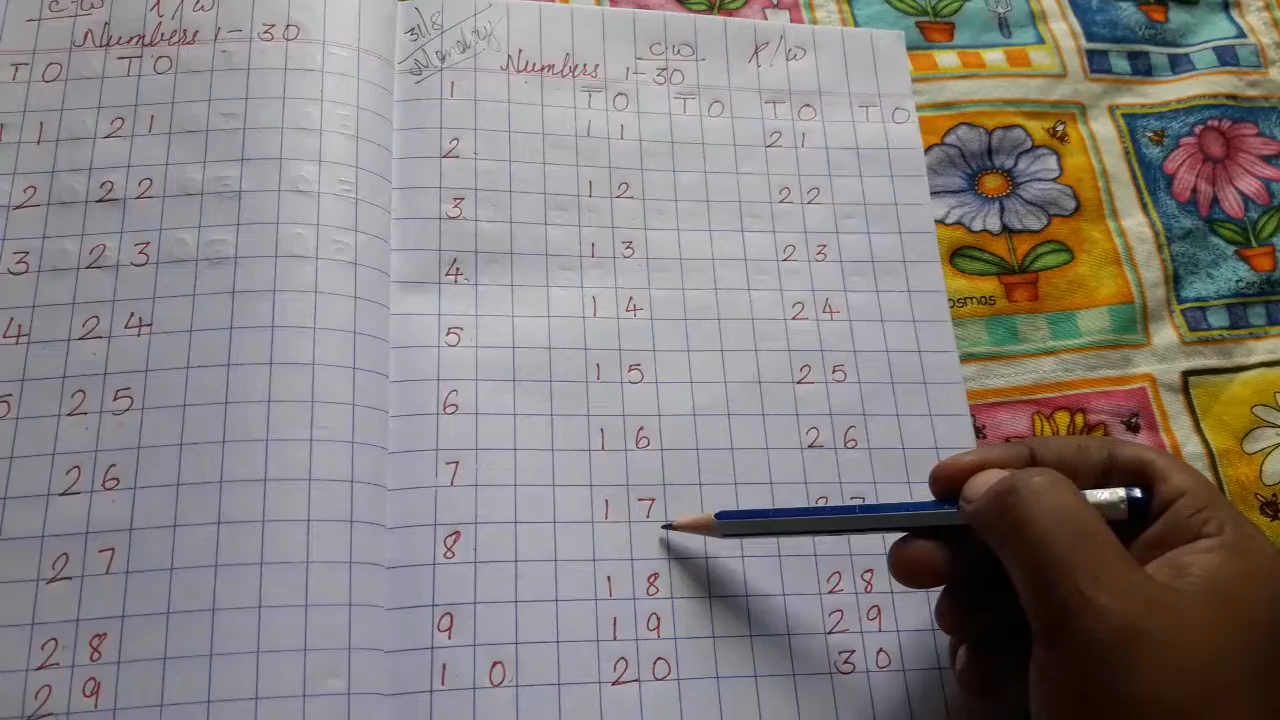 C.W R/W
Numbers 1-30
T O T O
1 1 2 1
2 2 2
3 2 3
4 2 4
5 2 5
2 6
2 7
2 8
2 9
31/8
Monday
C.W R/W
Numbers 1-30
T O T O T O T O
1 1 1 2 1
2 1 2 2 2
3 1 3 2 3
4 1 4 2 4
5 1 5 2 5
6 1 6 2 6
7 1 7 2 7
8 1 8 2 8
9 1 9 2 9
1 0 2 0 3 0